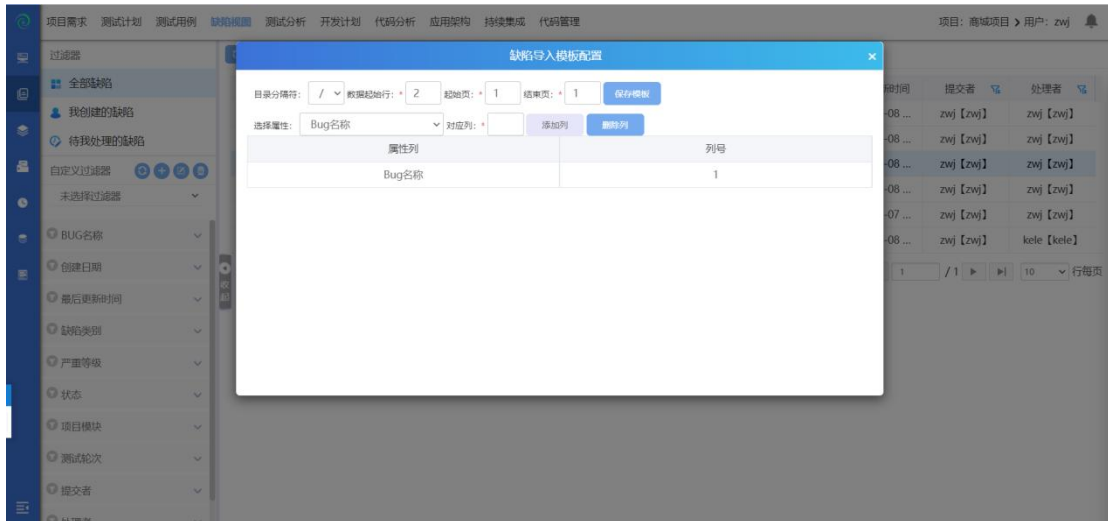 项目需求 测试计划 测试用例 缺陷视图 测试分析 开发计划 代码分析 应用架构 持续集成 代码管理 项目：商城项目 > 用户：zwj
过滤器
全部缺陷
我创建的缺陷
待我处理的缺陷
自定义过滤器
未选择过滤器
BUG名称
创建日期
最后更新时间
缺陷类别
严重等级
状态
项目模块
测试轮次
提交者
收起
缺陷导入模板配置 ×
目录分隔符： / 数据起始行：* 2 起始页：* 1 结束页：* 1 保存模板
选择属性： Bug名称 对应列：* 添加列 删除列
属性列 列号
Bug名称 1
新时间 提交者 处理者
-08 ... zwj【zwj】 zwj【zwj】
-08 ... zwj【zwj】 zwj【zwj】
-08 ... zwj【zwj】 zwj【zwj】
-08 ... zwj【zwj】 zwj【zwj】
-07 ... zwj【zwj】 zwj【zwj】
-08 ... zwj【zwj】 kele【kele】
1 / 1 10 行每页